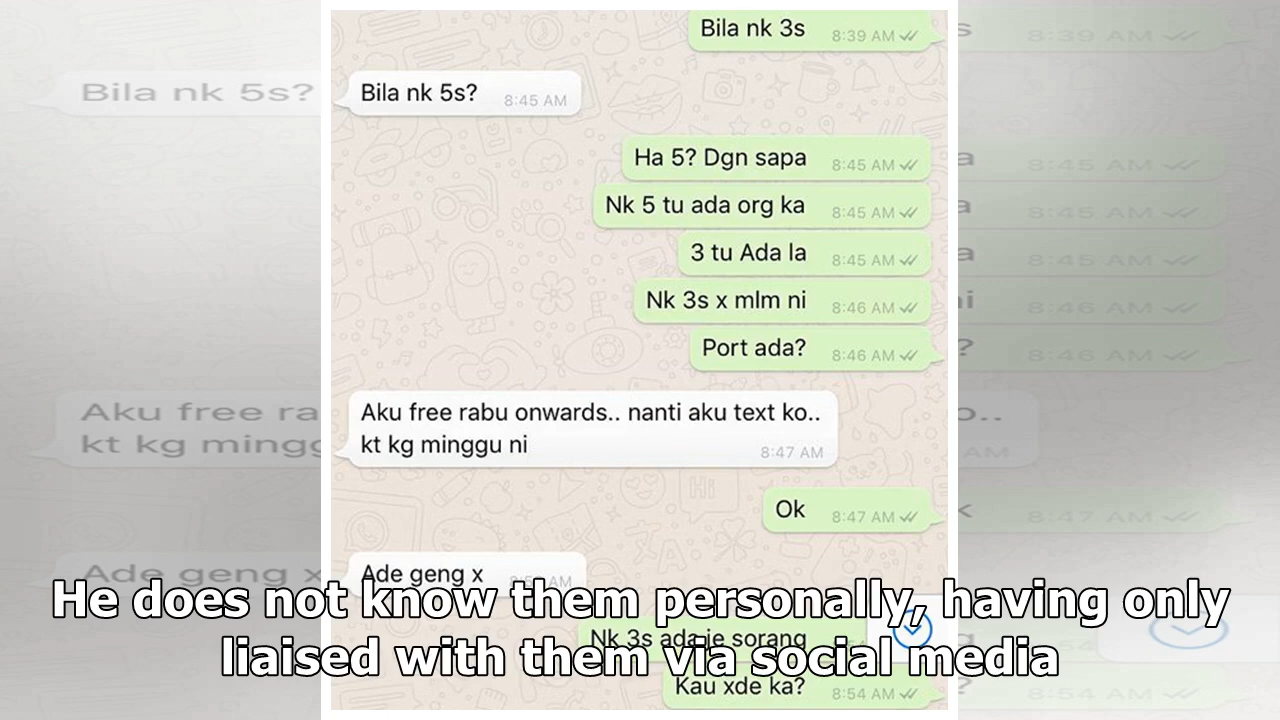 Bila nk 3s 8:39 AM
Bila nk 5s? 8:45 AM
Ha 5? Dgn sapa 8:45 AM
Nk 5 tu ada org ka 8:45 AM
3 tu Ada la 8:45 AM
Nk 3s x mlm ni 8:46 AM
Port ada? 8:46 AM
Aku free rabu onwards.. nanti aku text ko..
kt kg minggu ni 8:47 AM
Ok 8:47 AM
Ade geng x AM
Nk 3s ada je sorang
Kau xde ka? 8:54 AM
He does not know them personally, having only
liaised with them via social media